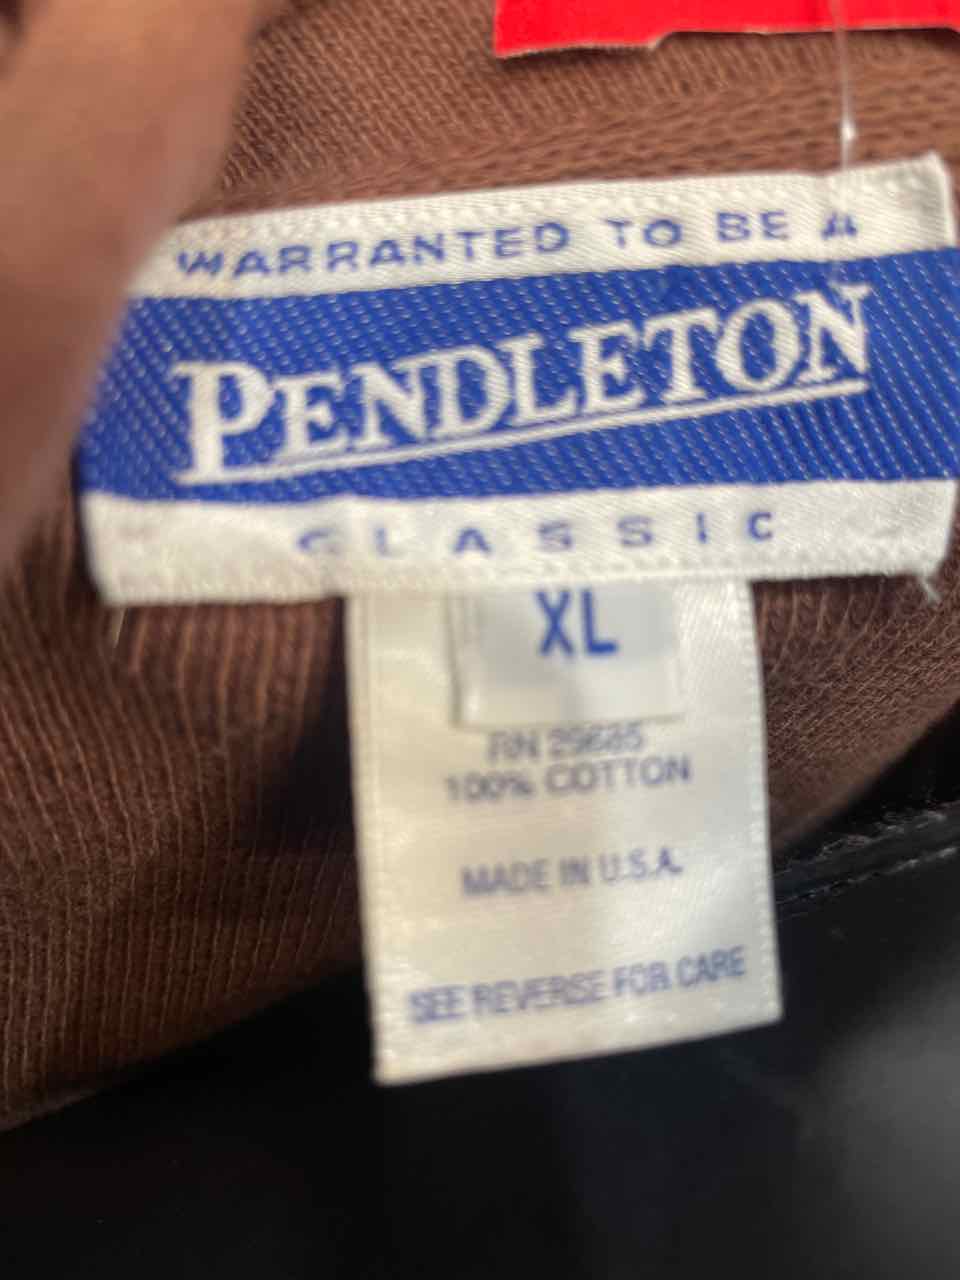 WARRANTED TO BE A
PENDLETON
CLASSIC
XL
RN 29685
100% COTTON
MADE IN U.S.A.
SEE REVERSE FOR CARE